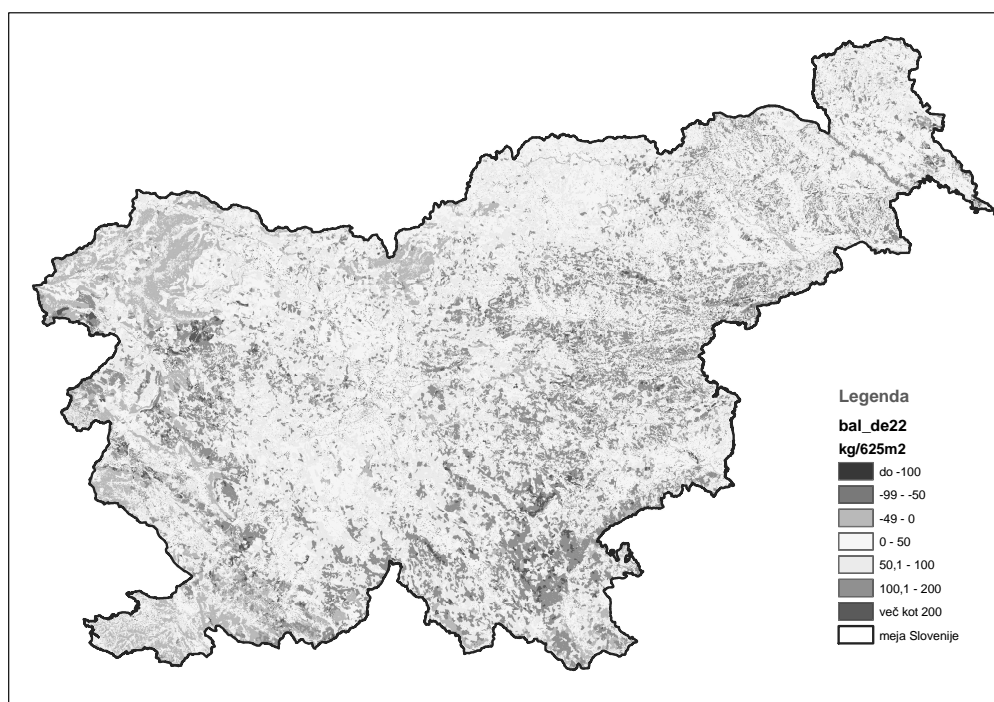 Legenda
bal_de22
kg/625m2
do -100
-99 - -50
-49 - 0
0 - 50
50,1 - 100
100,1 - 200
več kot 200
meja Slovenije